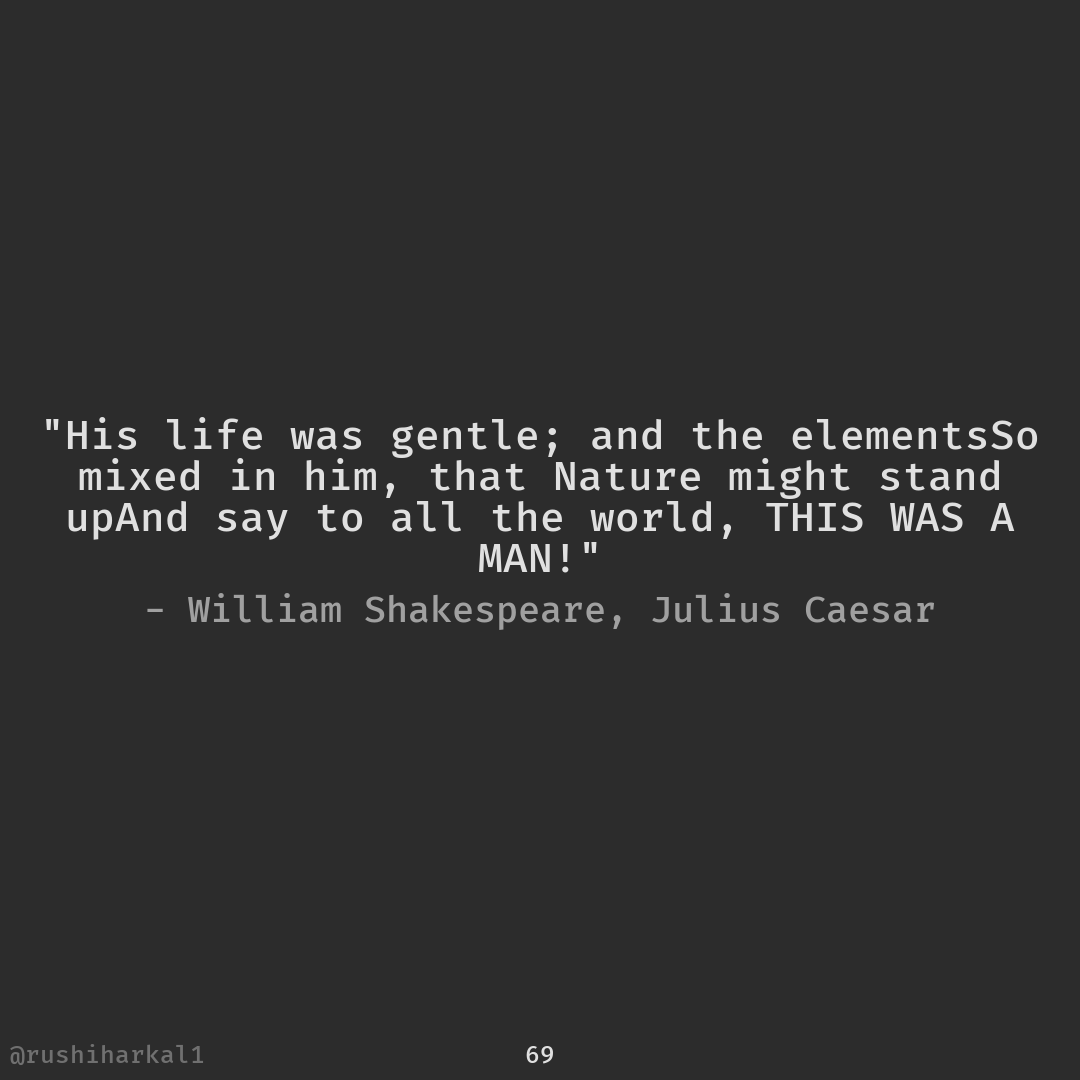 "His life was gentle; and the elementsSo
mixed in him, that Nature might stand
upAnd say to all the world, THIS WAS A
MAN!"
– William Shakespeare, Julius Caesar
@rushiharkal1
69